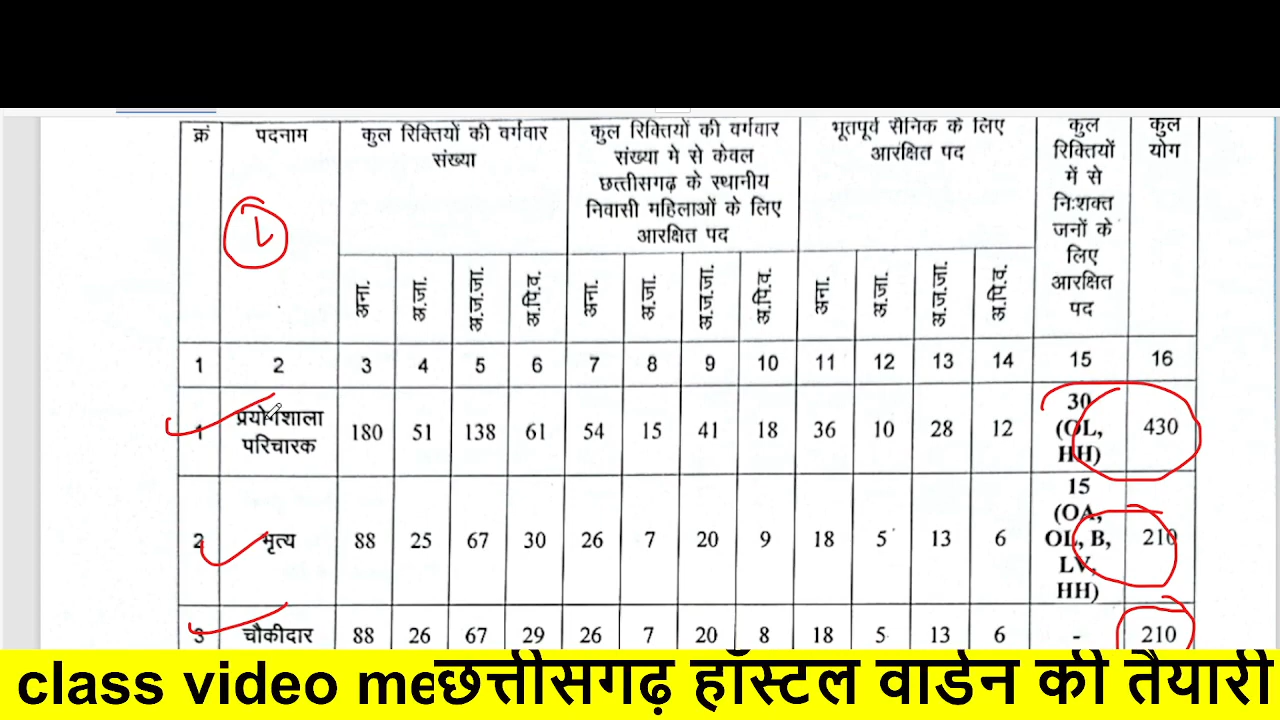 क्रं पदनाम कुल रिक्तियों की वर्गवार संख्या कुल रिक्तियों की वर्गवार संख्या मे से केवल छत्तीसगढ़ के स्थानीय निवासी महिलाओं के लिए आरक्षित पद भूतपूर्व सैनिक के लिए आरंक्षित पद कुल रिक्तियों में से निःशक्त जनों के लिए आरक्षित पद कुल योग
अना. अ.जा. अ.ज.जा. अ.पि.व. अना. अ.जा. अ.ज.जा. अ.पि.व. अना. अ.जा. अ.ज.जा. अ.पि.व.
1 2 3 4 5 6 7 8 9 10 11 12 13 14 15 16
1 प्रयोगशाला परिचारक 180 51 138 61 54 15 41 18 36 10 28 12 30 (OL, HH) 430
2 भृत्य 88 25 67 30 26 7 20 9 18 5 13 6 15 (OA, OL, B, LV, HH) 210
3 चौकीदार 88 26 67 29 26 7 20 8 18 5 13 6 - 210
class video me छत्तीसगढ़ हॉस्टल वार्डन की तैयारी